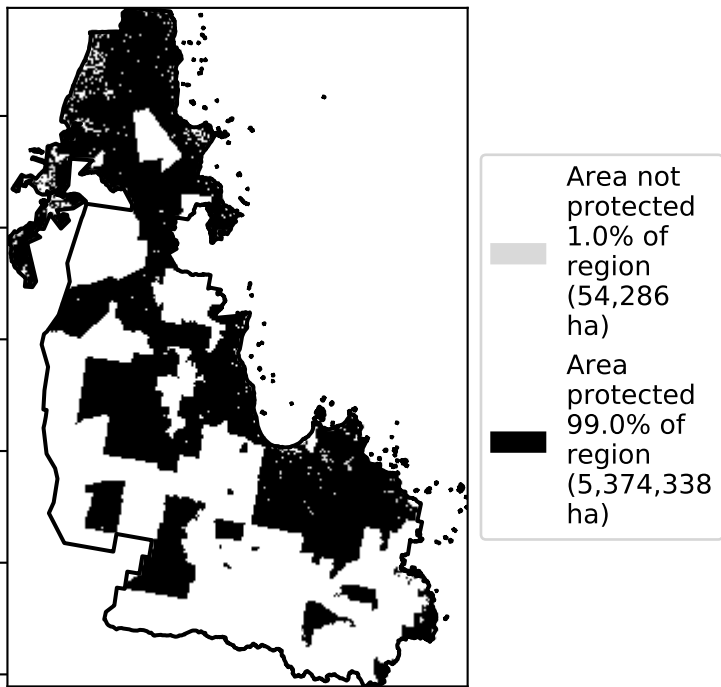 Area not
protected
1.0% of
region
(54,286
ha)
Area
protected
99.0% of
region
(5,374,338
ha)